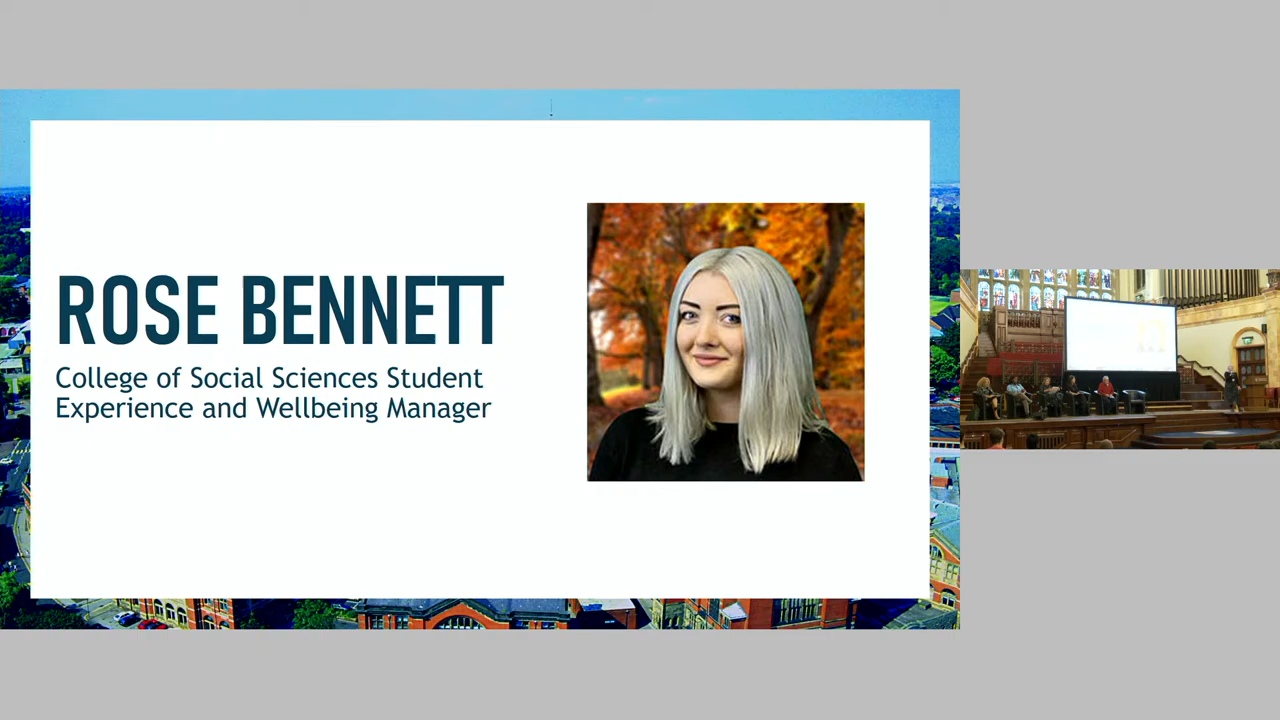 ROSE BENNETT
College of Social Sciences Student
Experience and Wellbeing Manager